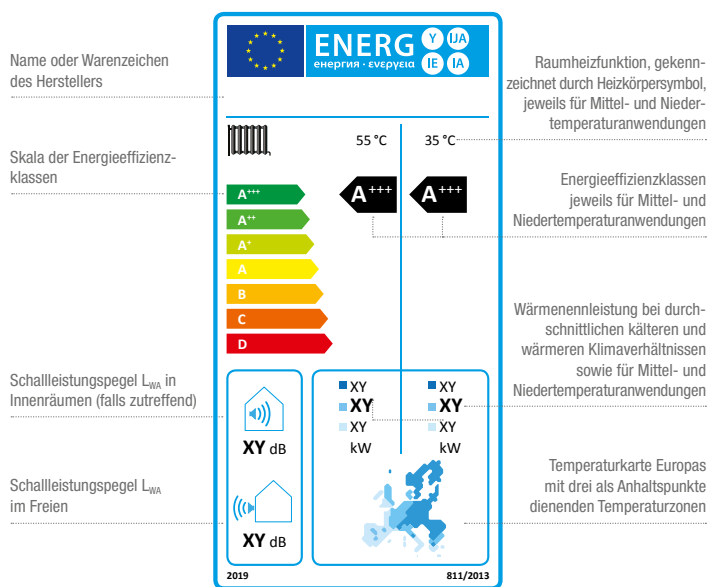 Name oder Warenzeichen
des Herstellers
Skala der Energieeffizienz-
klassen
Schallleistungspegel LWA in
Innenräumen (falls zutreffend)
Schallleistungspegel LWA
im Freien
ENERG
енергия · ενεργεια
Y IJA
IE IA
55 °C 35 °C
A+++ A+++
A+++
A++
A+
A
B
C
D
XY dB
XY dB
XY XY
XY XY
XY XY
kW kW
2019 811/2013
Raumheizfunktion, gekenn-
zeichnet durch Heizkörpersymbol,
jeweils für Mittel- und Nieder-
temperaturanwendungen
Energieeffizienzklassen
jeweils für Mittel- und
Niedertemperaturanwendungen
Wärmenennleistung bei durch-
schnittlichen kälteren und
wärmeren Klimaverhältnissen
sowie für Mittel- und
Niedertemperaturanwendungen
Temperaturkarte Europas
mit drei als Anhaltspunkte
dienenden Temperaturzonen